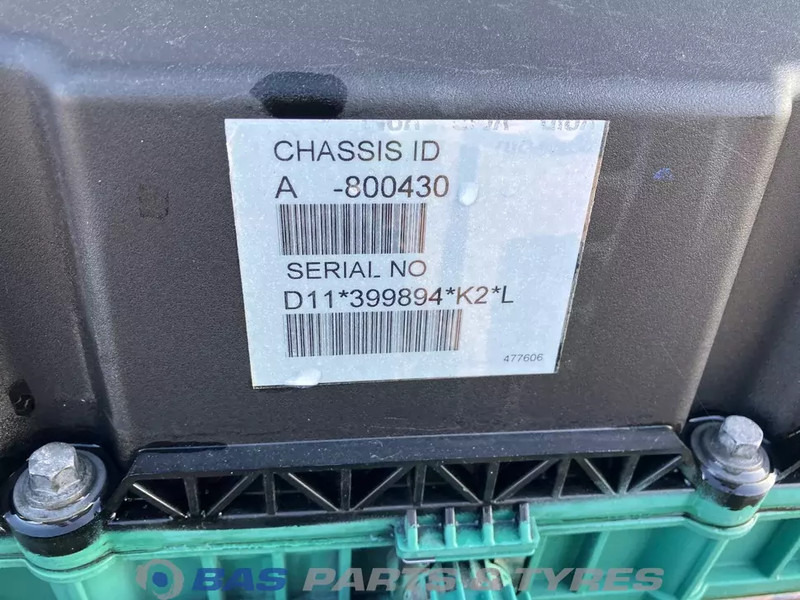 CHASSIS ID
A -800430
SERIAL NO
D11*399894*K2*L
477606
BAS PARTS & TYRES